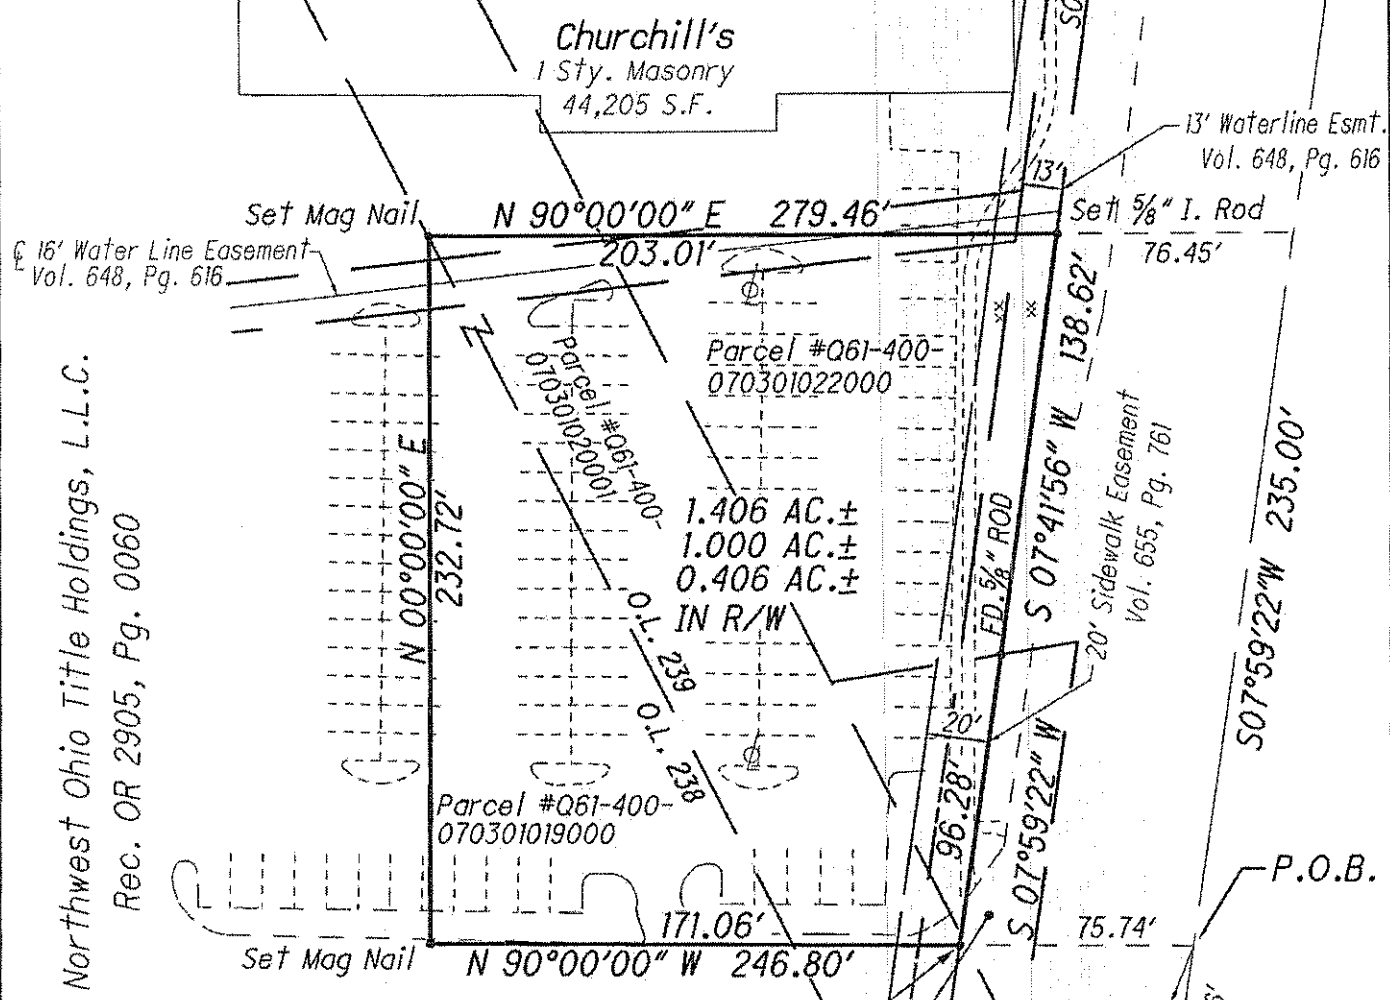 Churchill's
1 Sty. Masonry
44,205 S.F.
13' Waterline Esmt.
Vol. 648, Pg. 616
13'
Set Mag Nail
N 90°00'00" E 279.46'
Set 5/8" I. Rod
203.01'
76.45'
℄ 16' Water Line Easement
Vol. 648, Pg. 616
Parcel #Q61-400-
070301020001
Parcel #Q61-400-
070301022000
S 07°41'56" W 138.62'
N 00°00'00" E
232.72'
1.406 AC.±
1.000 AC.±
0.406 AC.±
IN R/W
FD. 5/8" ROD
20' Sidewalk Easement
Vol. 655, Pg. 761
S07°59'22"W 235.00'
Northwest Ohio Title Holdings, L.L.C.
Rec. OR 2905, Pg. 0060
O.L. 239
O.L. 238
20'
96.28'
S 07°59'22" W
Parcel #Q61-400-
070301019000
P.O.B.
171.06'
75.74'
Set Mag Nail
N 90°00'00" W 246.80'